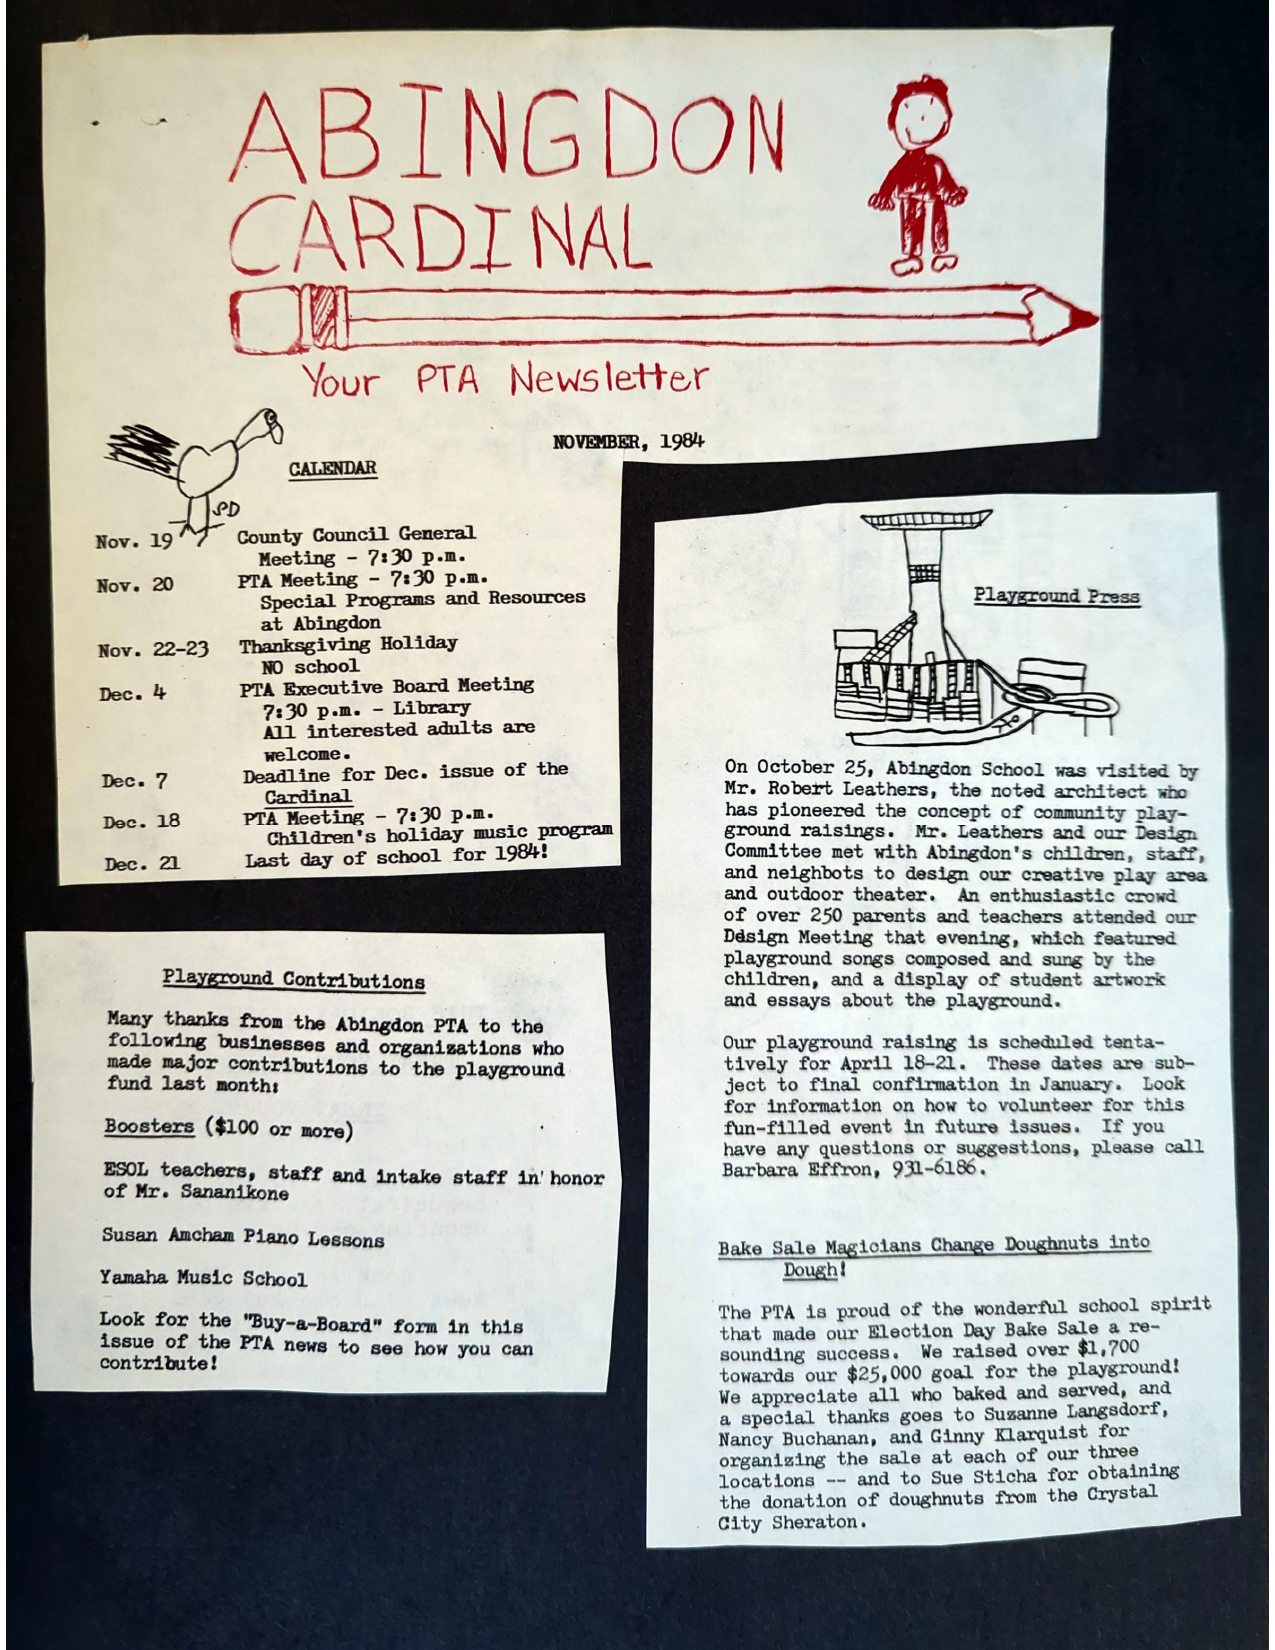 ABINGDON
CARDINAL
Your PTA Newsletter
NOVEMBER, 1984
CALENDAR
SD
Nov. 19 County Council General
Meeting - 7:30 p.m.
Nov. 20 PTA Meeting - 7:30 p.m.
Special Programs and Resources
at Abingdon
Nov. 22-23 Thanksgiving Holiday
NO school
Dec. 4 PTA Executive Board Meeting
7:30 p.m. - Library
All interested adults are
welcome.
Dec. 7 Deadline for Dec. issue of the
Cardinal
Dec. 18 PTA Meeting - 7:30 p.m.
Children's holiday music program
Dec. 21 Last day of school for 1984!
Playground Contributions
Many thanks from the Abingdon PTA to the
following businesses and organizations who
made major contributions to the playground
fund last month:
Boosters ($100 or more)
ESOL teachers, staff and intake staff in honor
of Mr. Sananikone
Susan Amcham Piano Lessons
Yamaha Music School
Look for the "Buy-a-Board" form in this
issue of the PTA news to see how you can
contribute!
Playground Press
On October 25, Abingdon School was visited by
Mr. Robert Leathers, the noted architect who
has pioneered the concept of community play-
ground raisings. Mr. Leathers and our Design
Committee met with Abingdon's children, staff,
and neighbots to design our creative play area
and outdoor theater. An enthusiastic crowd
of over 250 parents and teachers attended our
Design Meeting that evening, which featured
playground songs composed and sung by the
children, and a display of student artwork
and essays about the playground.
Our playground raising is scheduled tenta-
tively for April 18-21. These dates are sub-
ject to final confirmation in January. Look
for information on how to volunteer for this
fun-filled event in future issues. If you
have any questions or suggestions, please call
Barbara Effron, 931-6186.
Bake Sale Magicians Change Doughnuts into
Dough!
The PTA is proud of the wonderful school spirit
that made our Election Day Bake Sale a re-
sounding success. We raised over $1,700
towards our $25,000 goal for the playground!
We appreciate all who baked and served, and
a special thanks goes to Suzanne Langsdorf,
Nancy Buchanan, and Ginny Klarquist for
organizing the sale at each of our three
locations -- and to Sue Sticha for obtaining
the donation of doughnuts from the Crystal
City Sheraton.